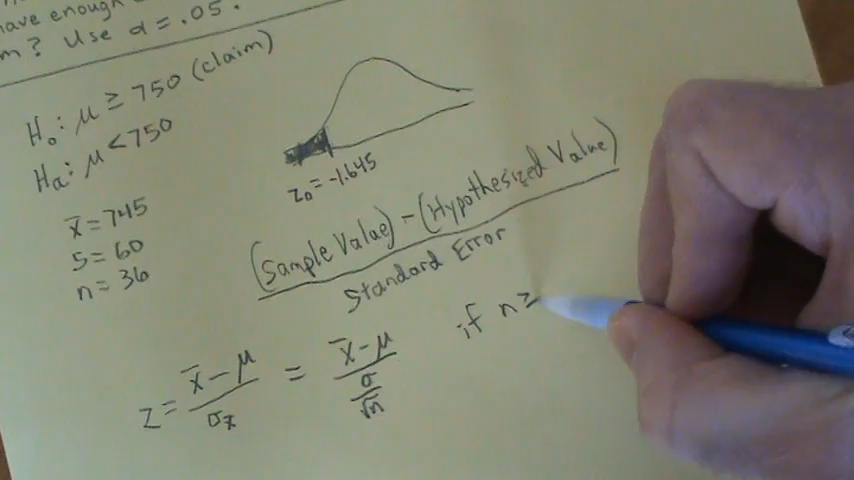 have enough
m? Use α = .05.
H₀: μ ≥ 750 (claim)
Hₐ: μ < 750
x̄ = 745
s = 60
n = 36
z₀ = -1.645
(Sample Value) - (Hypothesized Value)
Standard Error
z = x̄ - μ / σx̄ = x̄ - μ / σ/√n if n ≥